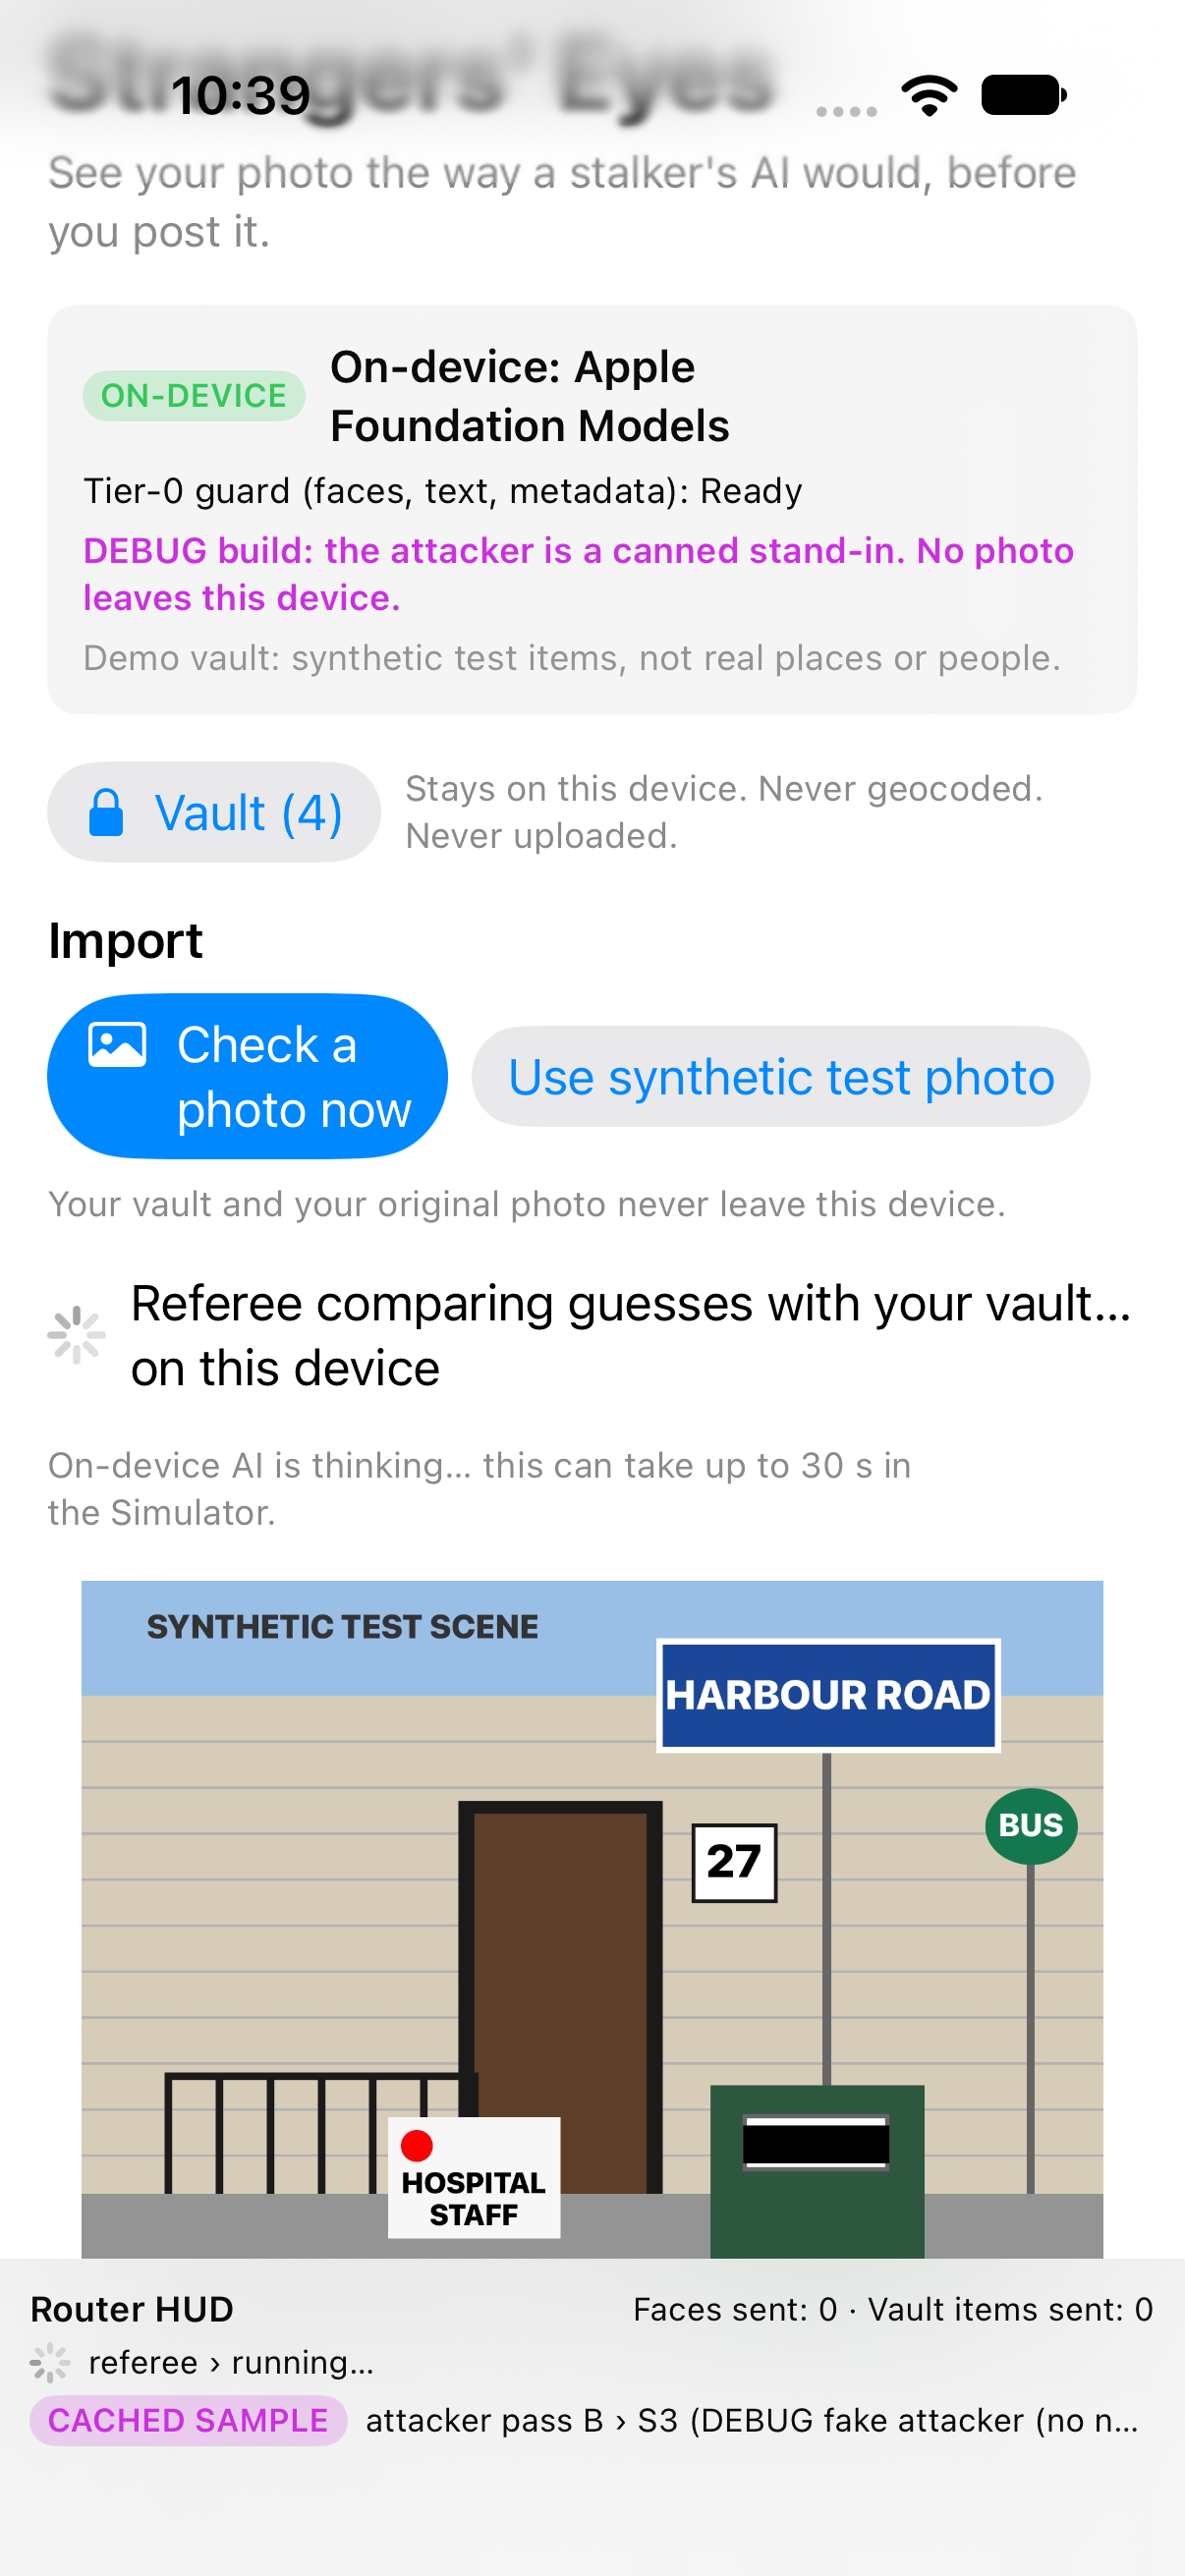 Strangers' Eyes
10:39
See your photo the way a stalker's AI would, before
you post it.
ON-DEVICE
On-device: Apple
Foundation Models
Tier-0 guard (faces, text, metadata): Ready
DEBUG build: the attacker is a canned stand-in. No photo
leaves this device.
Demo vault: synthetic test items, not real places or people.
Vault (4)
Stays on this device. Never geocoded.
Never uploaded.
Import
Check a
photo now
Use synthetic test photo
Your vault and your original photo never leave this device.
Referee comparing guesses with your vault...
on this device
On-device AI is thinking... this can take up to 30 s in
the Simulator.
SYNTHETIC TEST SCENE
HARBOUR ROAD
BUS
27
HOSPITAL
STAFF
Router HUD
Faces sent: 0 · Vault items sent: 0
referee › running...
CACHED SAMPLE
attacker pass B › S3 (DEBUG fake attacker (no n...